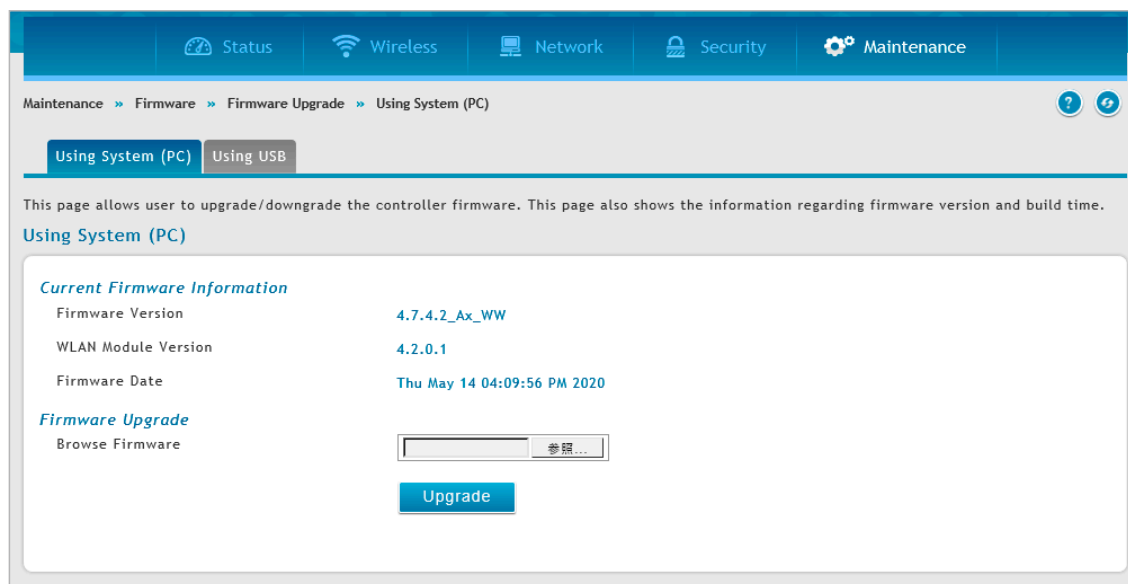 Status Wireless Network Security Maintenance
Maintenance » Firmware » Firmware Upgrade » Using System (PC) ?
Using System (PC) Using USB
This page allows user to upgrade/downgrade the controller firmware. This page also shows the information regarding firmware version and build time.
Using System (PC)
Current Firmware Information
Firmware Version 4.7.4.2_Ax_WW
WLAN Module Version 4.2.0.1
Firmware Date Thu May 14 04:09:56 PM 2020
Firmware Upgrade
Browse Firmware 参照...
Upgrade